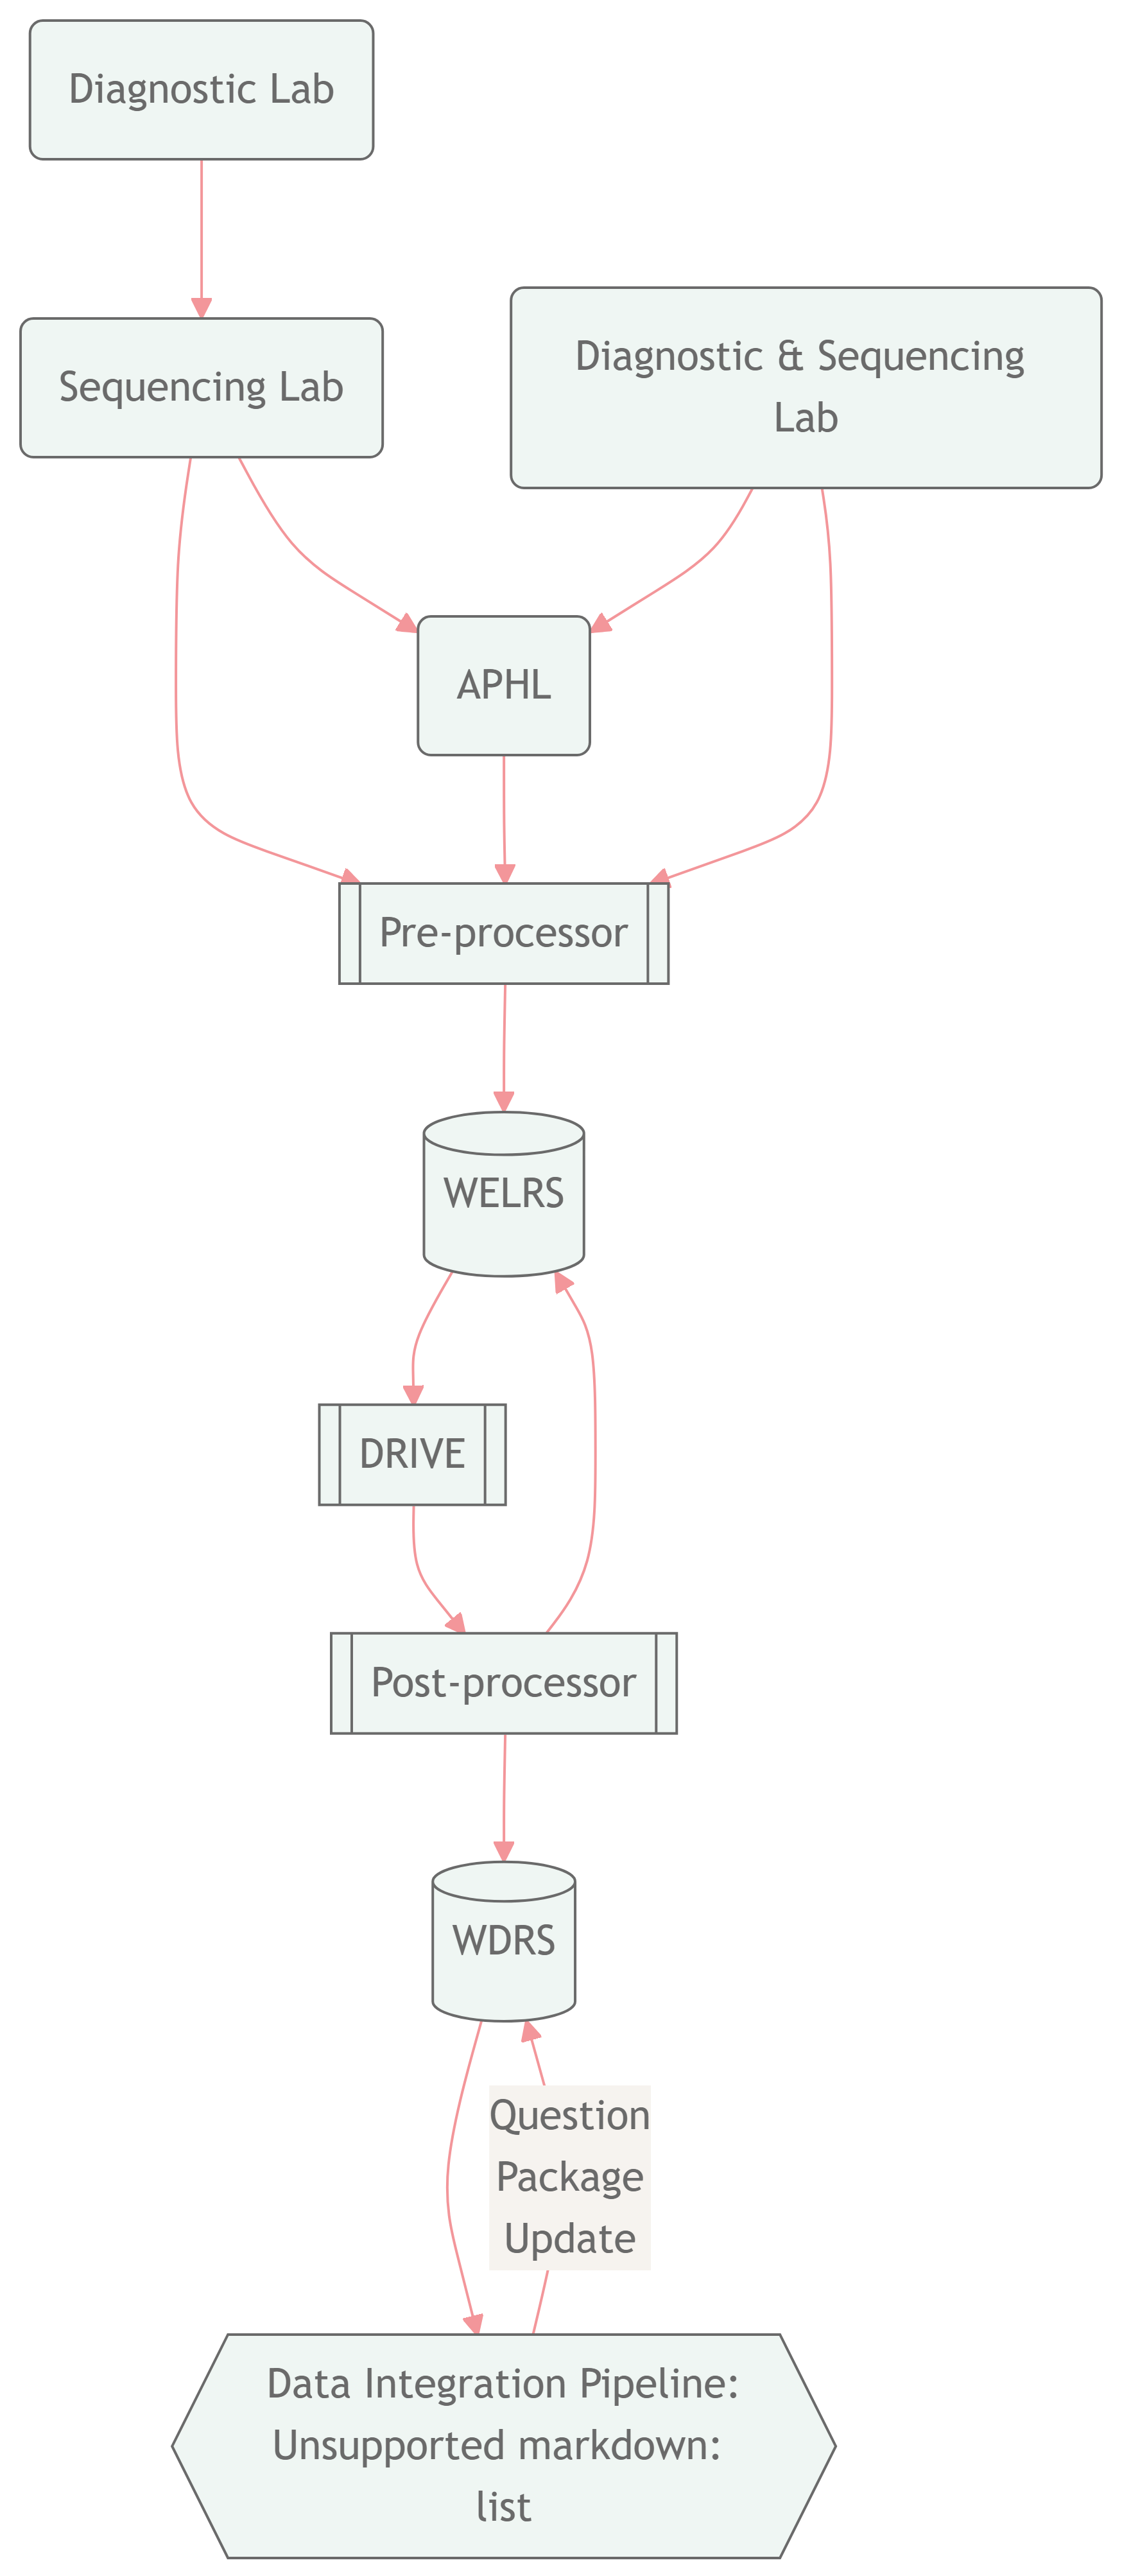 Diagnostic Lab
Sequencing Lab
Diagnostic & Sequencing
Lab
APHL
Pre-processor
WELRS
DRIVE
Post-processor
WDRS
Question
Package
Update
Data Integration Pipeline:
Unsupported markdown:
list